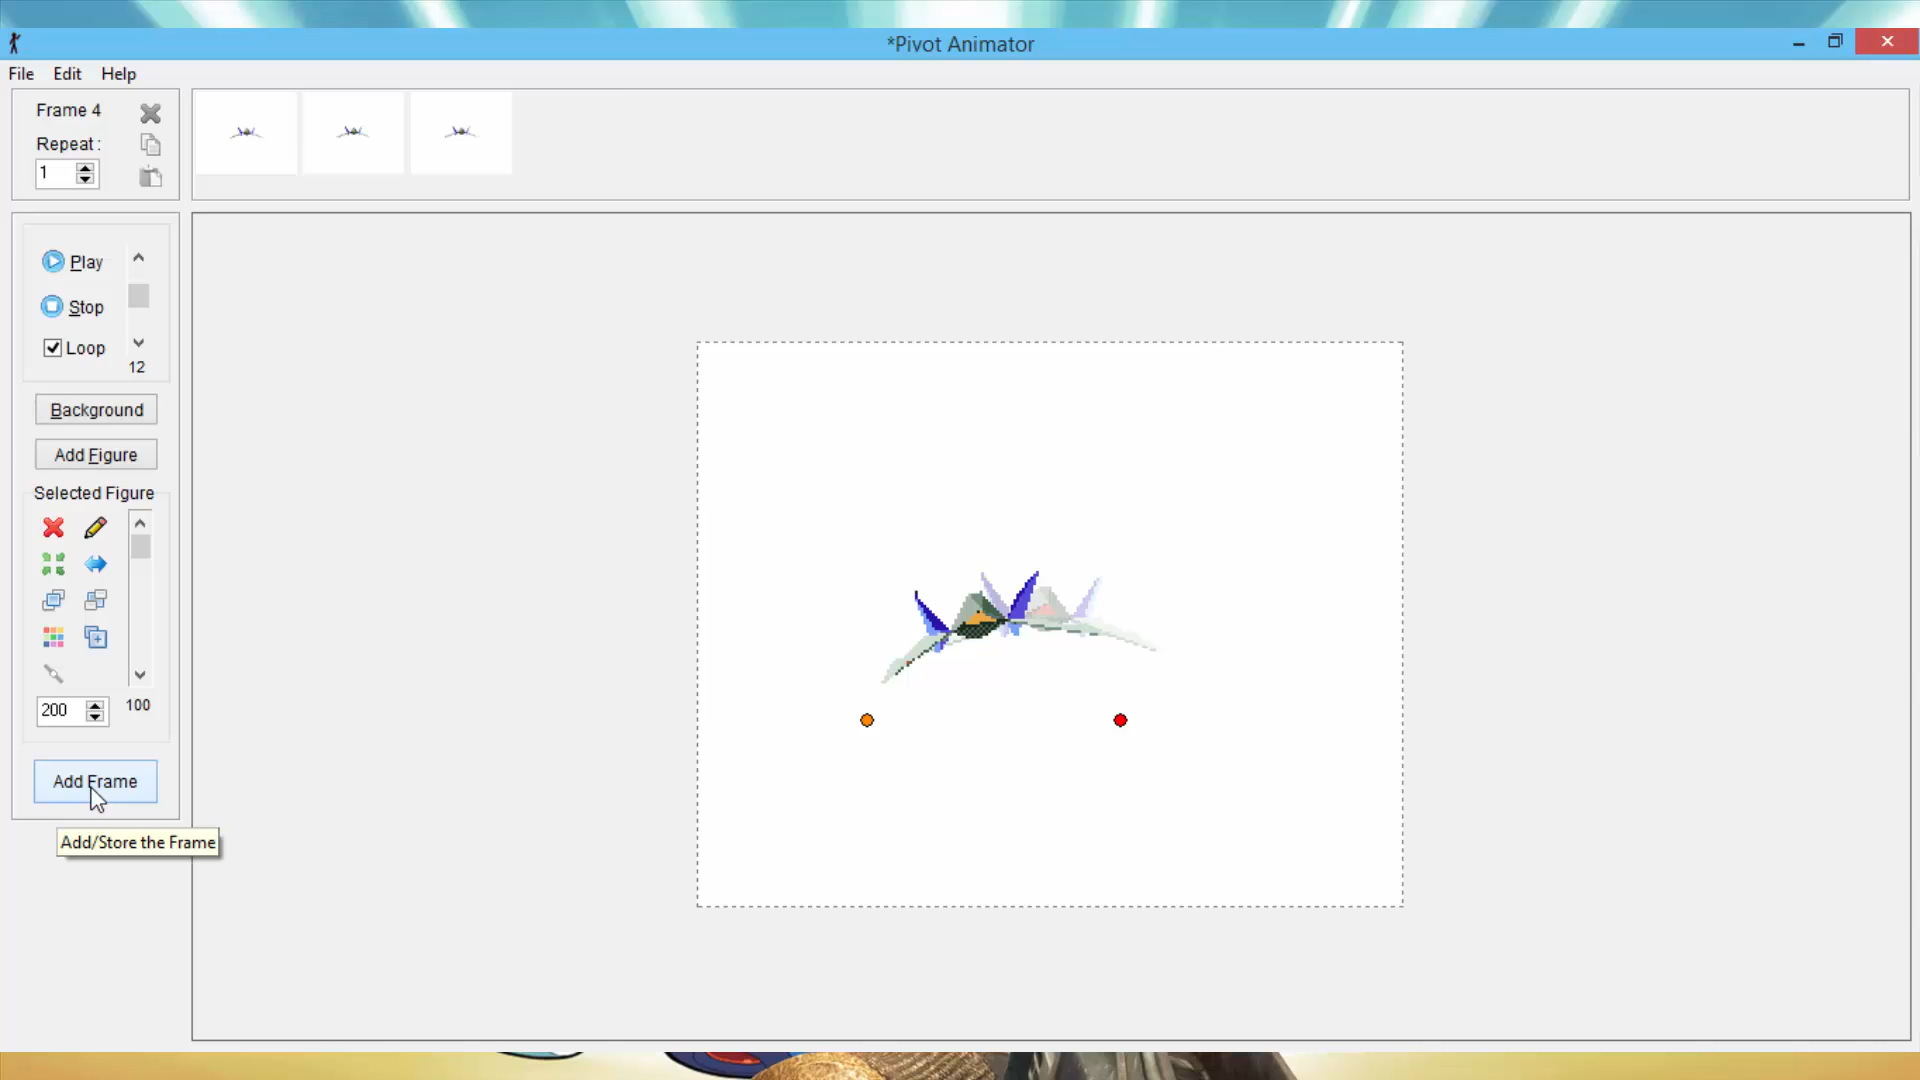 *Pivot Animator
File Edit Help
Frame 4
Repeat :
1
Play
Stop
Loop
12
Background
Add Figure
Selected Figure
200
100
Add Frame
Add/Store the Frame